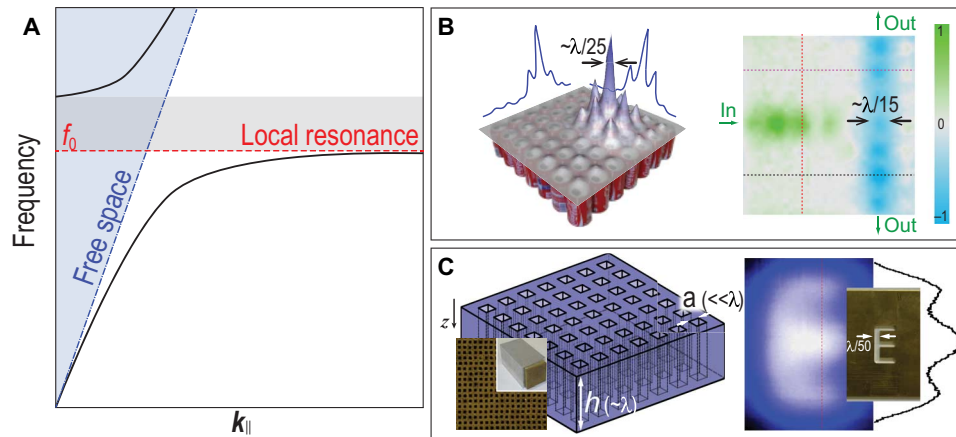 A
Frequency
f₀
Local resonance
Free space
k||
B
~λ/25
In
Out
~λ/15
Out
1
0
–1
C
z
a (<<λ)
h (~λ)
λ/50
E